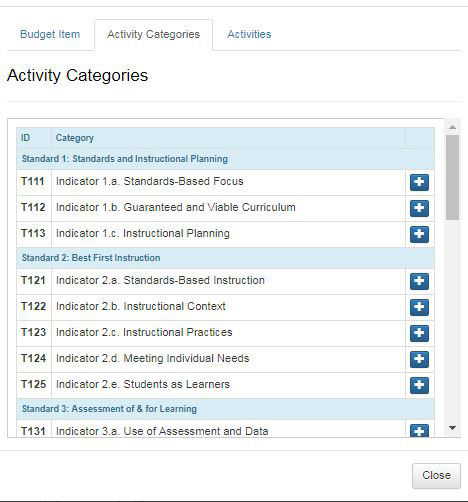 Budget Item Activity Categories Activities
Activity Categories
ID Category
Standard 1: Standards and Instructional Planning
T111 Indicator 1.a. Standards-Based Focus
T112 Indicator 1.b. Guaranteed and Viable Curriculum
T113 Indicator 1.c. Instructional Planning
Standard 2: Best First Instruction
T121 Indicator 2.a. Standards-Based Instruction
T122 Indicator 2.b. Instructional Context
T123 Indicator 2.c. Instructional Practices
T124 Indicator 2.d. Meeting Individual Needs
T125 Indicator 2.e. Students as Learners
Standard 3: Assessment of & for Learning
T131 Indicator 3.a. Use of Assessment and Data
Close